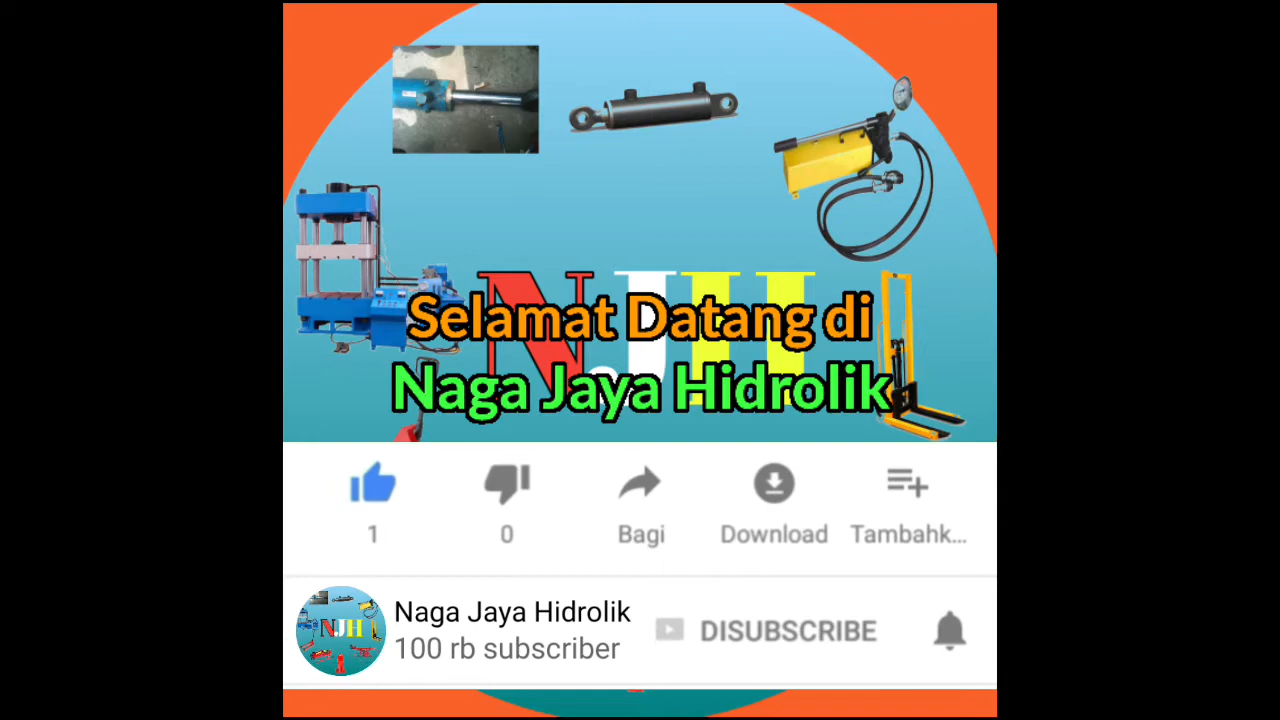 NJH
Selamat Datang di
Naga Jaya Hidrolik
1
0
Bagi
Download
Tambahk...
NJH
Naga Jaya Hidrolik
100 rb subscriber
DISUBSCRIBE